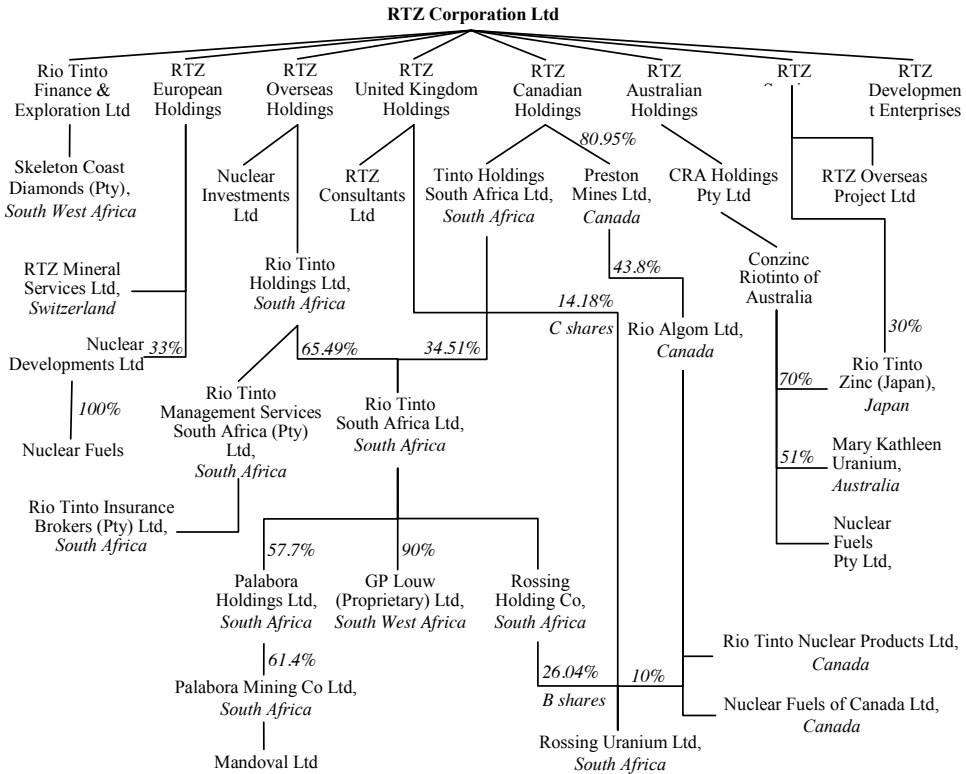 RTZ Corporation Ltd
Rio Tinto
Finance &
Exploration Ltd
RTZ
European
Holdings
RTZ
Overseas
Holdings
RTZ
United Kingdom
Holdings
RTZ
Canadian
Holdings
RTZ
Australian
Holdings
RTZ
RTZ
Developmen
t Enterprises
80.95%
Skeleton Coast
Diamonds (Pty),
South West Africa
Nuclear
Investments
Ltd
RTZ
Consultants
Ltd
Tinto Holdings
South Africa Ltd,
South Africa
Preston
Mines Ltd,
Canada
CRA Holdings
Pty Ltd
RTZ Overseas
Project Ltd
RTZ Mineral
Services Ltd,
Switzerland
Rio Tinto
Holdings Ltd,
South Africa
43.8%
Conzinc
Riotinto of
Australia
14.18%
C shares
Rio Algom Ltd,
Canada
30%
Nuclear
Developments Ltd
33%
65.49%
34.51%
Rio Tinto
Zinc (Japan),
Japan
70%
100%
Nuclear Fuels
Rio Tinto
Management Services
South Africa (Pty)
Ltd,
South Africa
Rio Tinto
South Africa Ltd,
South Africa
51%
Mary Kathleen
Uranium,
Australia
Rio Tinto Insurance
Brokers (Pty) Ltd,
South Africa
Nuclear
Fuels
Pty Ltd,
57.7%
90%
Palabora
Holdings Ltd,
South Africa
GP Louw
(Proprietary) Ltd,
South West Africa
Rossing
Holding Co,
South Africa
61.4%
Palabora Mining Co Ltd,
South Africa
26.04%
B shares
10%
Rio Tinto Nuclear Products Ltd,
Canada
Nuclear Fuels of Canada Ltd,
Canada
Mandoval Ltd
Rossing Uranium Ltd,
South Africa